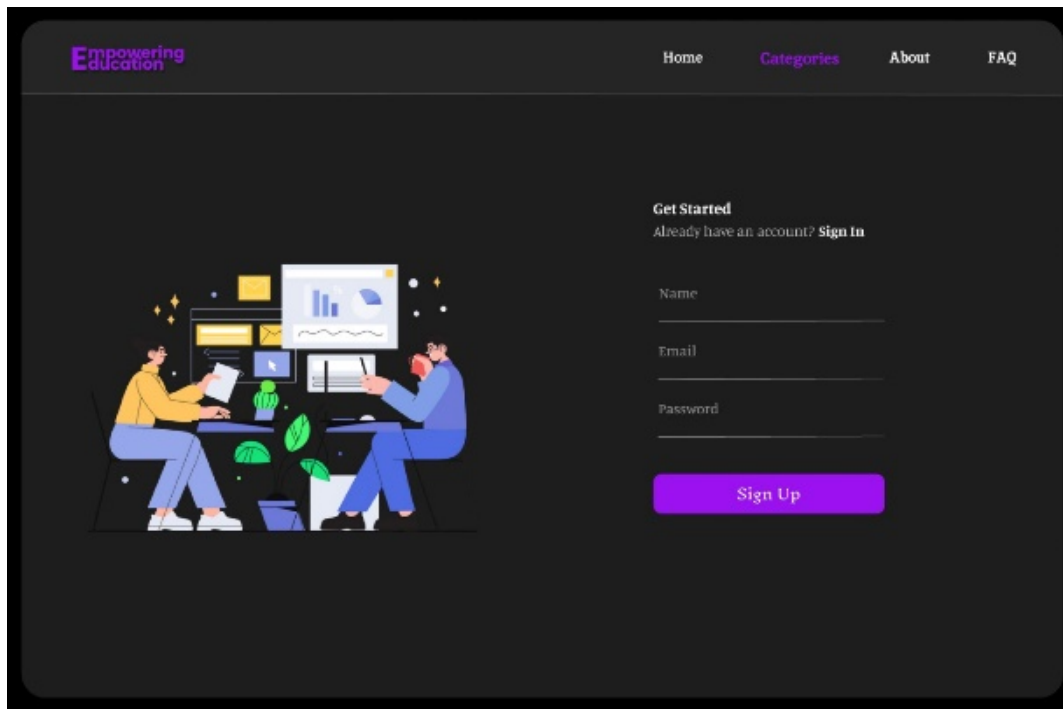 Empowering
Education
Home Categories About FAQ
Get Started
Already have an account? Sign In
Name
Email
Password
Sign Up